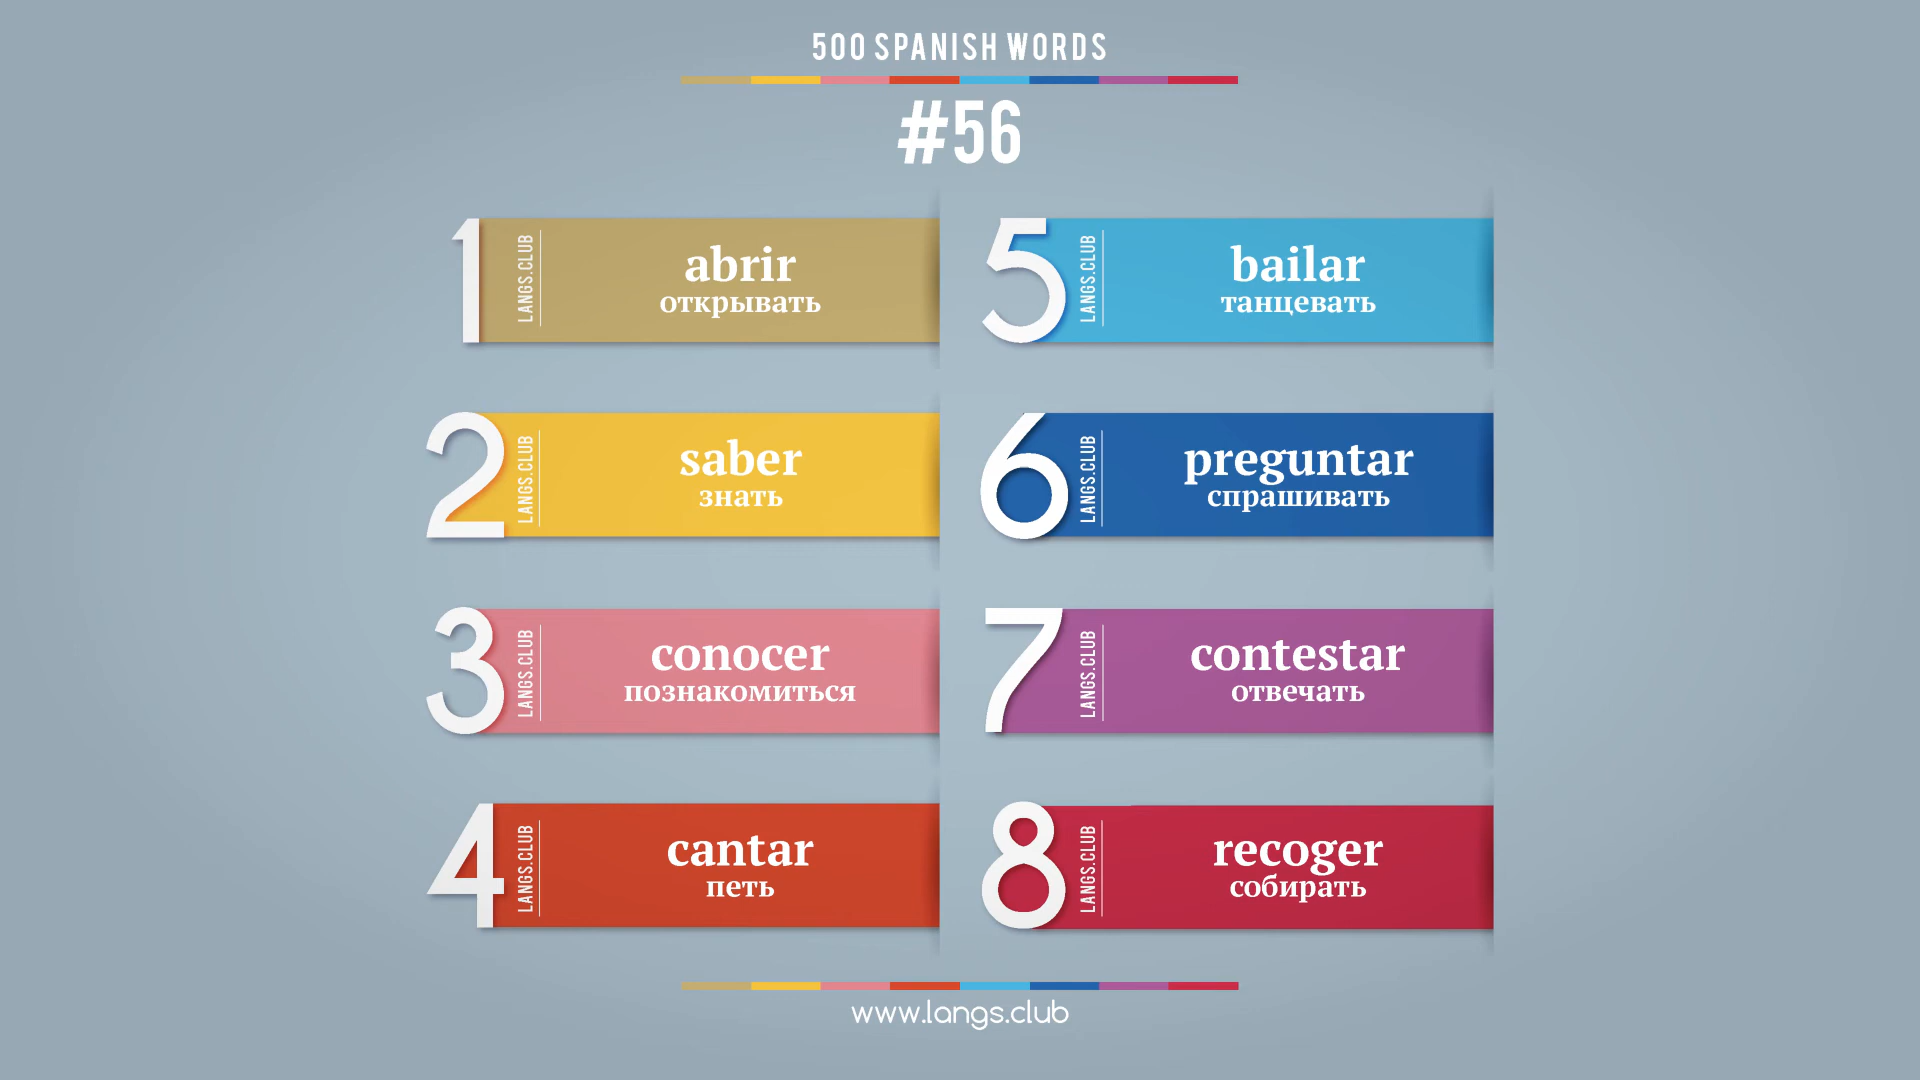 500 SPANISH WORDS
#56
1
LANGS.CLUB
abrir
открывать
2
LANGS.CLUB
saber
знать
3
LANGS.CLUB
conocer
познакомиться
4
LANGS.CLUB
cantar
петь
5
LANGS.CLUB
bailar
танцевать
6
LANGS.CLUB
preguntar
спрашивать
7
LANGS.CLUB
contestar
отвечать
8
LANGS.CLUB
recoger
собирать
www.langs.club